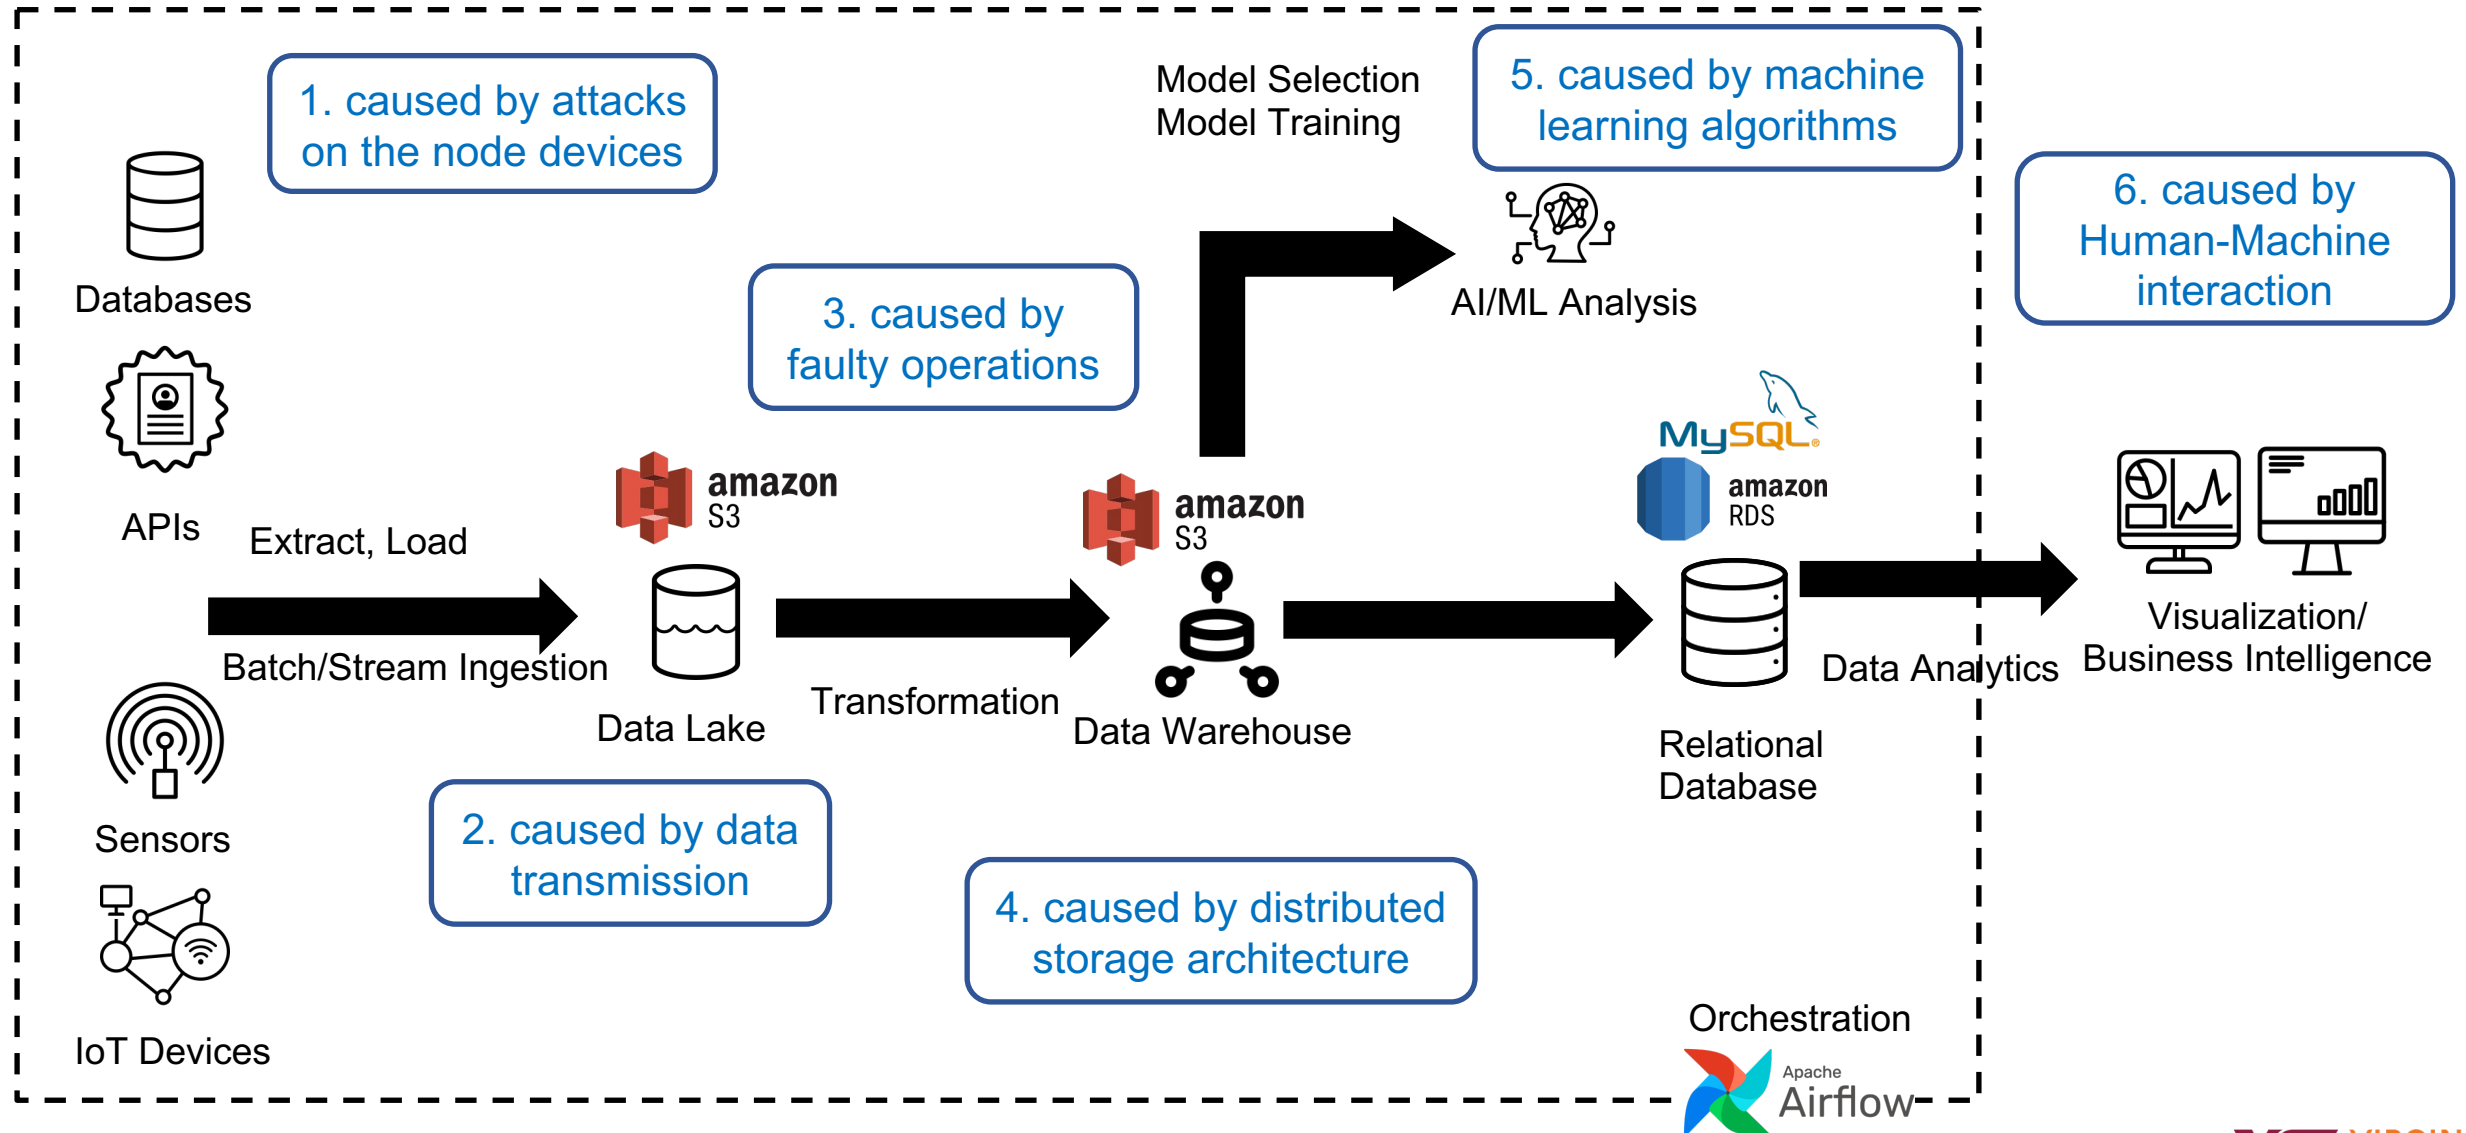 1. caused by attacks
on the node devices
Model Selection
Model Training
5. caused by machine
learning algorithms
6. caused by
Human-Machine
interaction
Databases
3. caused by
faulty operations
AI/ML Analysis
APIs
Extract, Load
amazon
S3
amazon
S3
MySQL®
amazon
RDS
Batch/Stream Ingestion
Data Lake
Transformation
Data Warehouse
Relational
Database
Data Analytics
Visualization/
Business Intelligence
Sensors
2. caused by data
transmission
4. caused by distributed
storage architecture
IoT Devices
Orchestration
Apache
Airflow